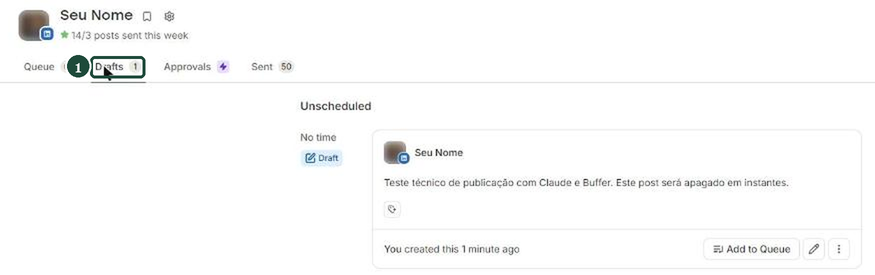 Seu Nome
14/3 posts sent this week
Queue 1 Drafts 1 Approvals Sent 50
Unscheduled
No time
Draft
Seu Nome
Teste técnico de publicação com Claude e Buffer. Este post será apagado em instantes.
You created this 1 minute ago Add to Queue